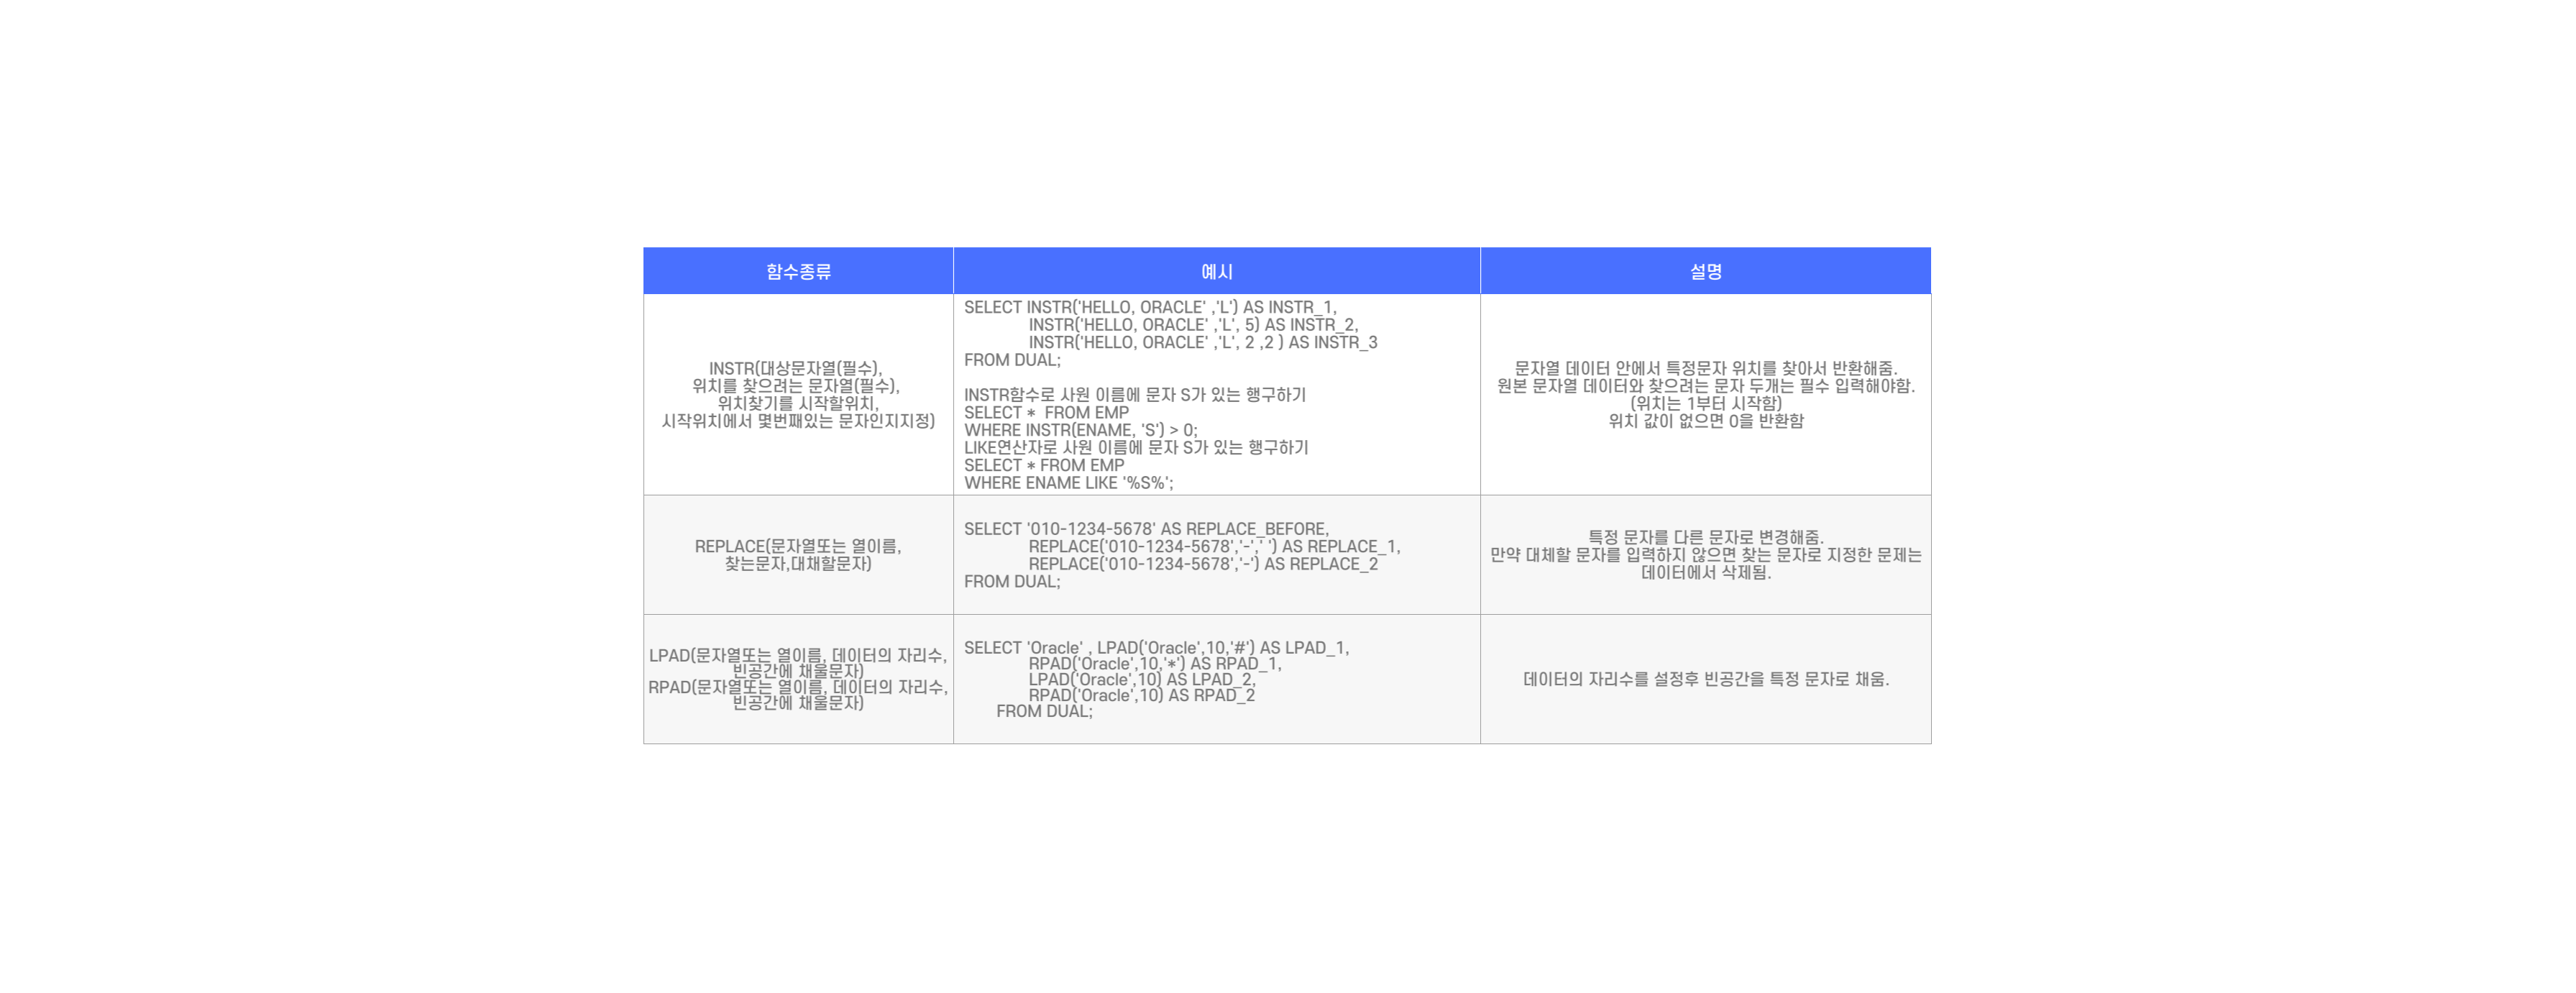 함수종류
예시
설명
INSTR(대상문자열(필수),
위치를 찾으려는 문자열(필수),
위치찾기를 시작할위치,
시작위치에서 몇번째있는 문자인지지정)
SELECT INSTR('HELLO, ORACLE' ,'L') AS INSTR_1,
INSTR('HELLO, ORACLE' ,'L', 5) AS INSTR_2,
INSTR('HELLO, ORACLE' ,'L', 2 ,2 ) AS INSTR_3
FROM DUAL;
INSTR함수로 사원 이름에 문자 S가 있는 행구하기
SELECT *  FROM EMP
WHERE INSTR(ENAME, 'S') > 0;
LIKE연산자로 사원 이름에 문자 S가 있는 행구하기
SELECT * FROM EMP
WHERE ENAME LIKE '%S%';
문자열 데이터 안에서 특정문자 위치를 찾아서 반환해줌.
원본 문자열 데이터와 찾으려는 문자 두개는 필수 입력해야함.
(위치는 1부터 시작함)
위치 값이 없으면 0을 반환함
REPLACE(문자열또는 열이름,
찾는문자,대채할문자)
SELECT '010-1234-5678' AS REPLACE_BEFORE,
REPLACE('010-1234-5678','-',' ') AS REPLACE_1,
REPLACE('010-1234-5678','-') AS REPLACE_2
FROM DUAL;
특정 문자를 다른 문자로 변경해줌.
만약 대체할 문자를 입력하지 않으면 찾는 문자로 지정한 문제는
데이터에서 삭제됨.
LPAD(문자열또는 열이름, 데이터의 자리수,
빈공간에 채울문자)
RPAD(문자열또는 열이름, 데이터의 자리수,
빈공간에 채울문자)
SELECT 'Oracle' , LPAD('Oracle',10,'#') AS LPAD_1,
RPAD('Oracle',10,'*') AS RPAD_1,
LPAD('Oracle',10) AS LPAD_2,
RPAD('Oracle',10) AS RPAD_2
FROM DUAL;
데이터의 자리수를 설정후 빈공간을 특정 문자로 채움.